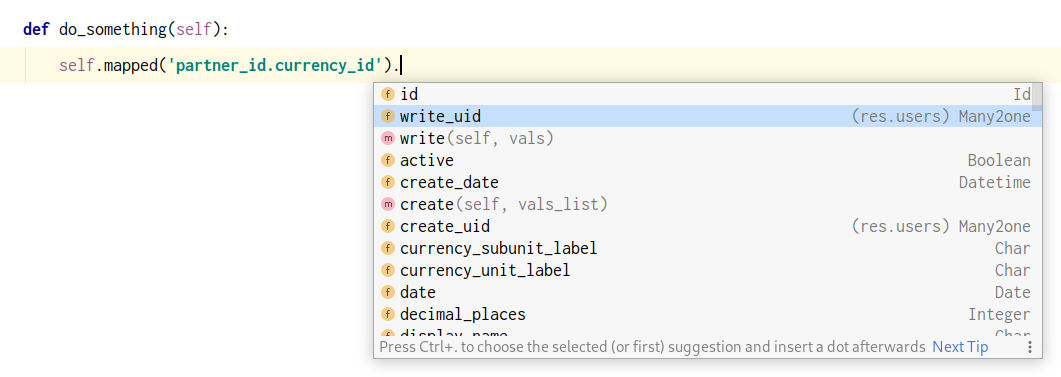 def do_something(self):
self.mapped('partner_id.currency_id').
f id Id
f write_uid (res.users) Many2one
m write(self, vals)
f active Boolean
f create_date Datetime
m create(self, vals_list)
f create_uid (res.users) Many2one
f currency_subunit_label Char
f currency_unit_label Char
f date Date
f decimal_places Integer
f display_name Char
Press Ctrl+. to choose the selected (or first) suggestion and insert a dot afterwards Next Tip